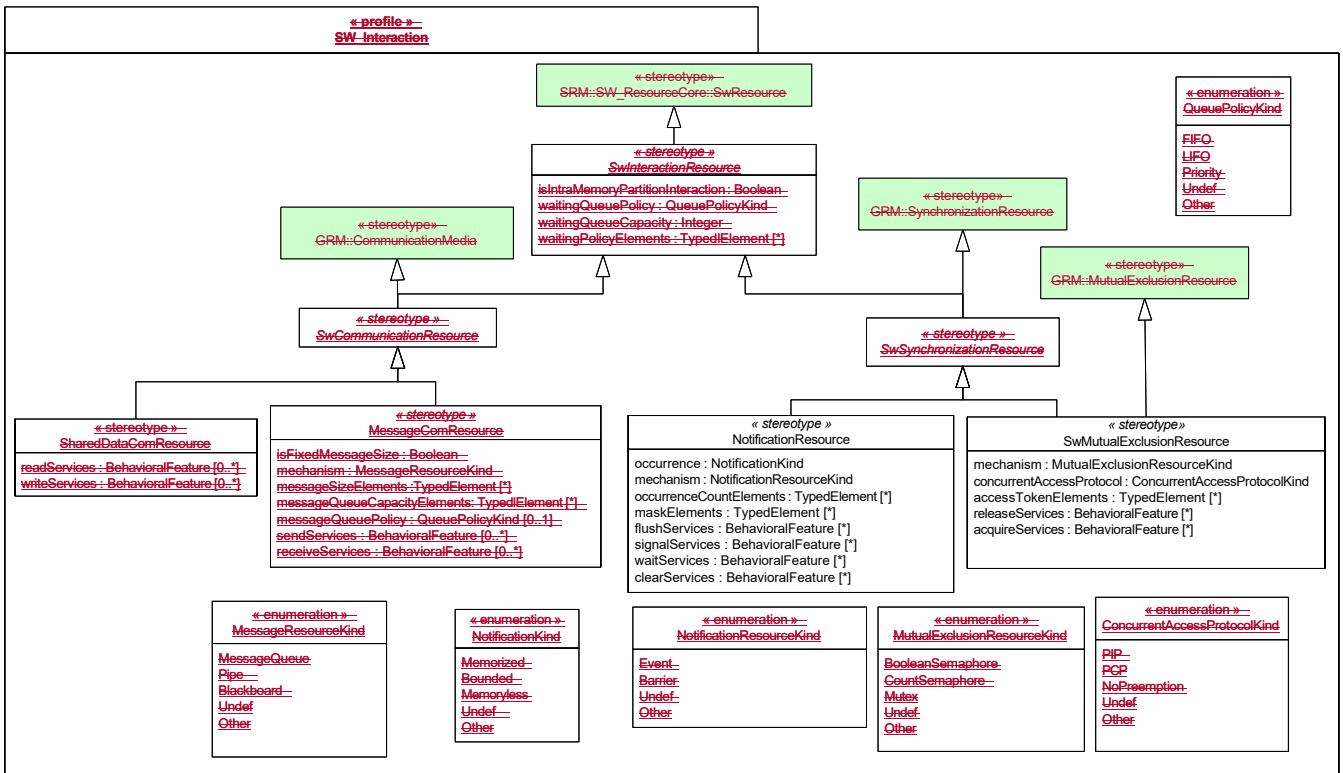 « profile »
SW_Interaction
« stereotype»
SRM::SW_ResourceCore::SwResource
« enumeration »
QueuePolicyKind
FIFO
LIFO
Priority
Undef
Other
« stereotype »
SwInteractionResource
isIntraMemoryPartitionInteraction : Boolean
waitingQueuePolicy : QueuePolicyKind
waitingQueueCapacity : Integer
waitingPolicyElements : TypedlElement [*]
« stereotype»
GRM::SynchronizationResource
« stereotype»
GRM::CommunicationMedia
« stereotype»
GRM::MutualExclusionResource
« stereotype »
SwCommunicationResource
« stereotype »
SwSynchronizationResource
« stereotype »
SharedDataComResource
readServices : BehavioralFeature [0..*]
writeServices : BehavioralFeature [0..*]
« stereotype »
MessageComResource
isFixedMessageSize : Boolean
mechanism : MessageResourceKind
messageSizeElements :TypedElement [*]
messageQueueCapacityElements: TypedlElement [*]
messageQueuePolicy : QueuePolicyKind [0..1]
sendServices : BehavioralFeature [0..*]
receiveServices : BehavioralFeature [0..*]
« stereotype »
NotificationResource
occurrence : NotificationKind
mechanism : NotificationResourceKind
occurrenceCountElements : TypedElement [*]
maskElements : TypedElement [*]
flushServices : BehavioralFeature [*]
signalServices : BehavioralFeature [*]
waitServices : BehavioralFeature [*]
clearServices : BehavioralFeature [*]
« stereotype»
SwMutualExclusionResource
mechanism : MutualExclusionResourceKind
concurrentAccessProtocol : ConcurrentAccessProtocolKind
accessTokenElements : TypedElement [*]
releaseServices : BehavioralFeature [*]
acquireServices : BehavioralFeature [*]
« enumeration »
MessageResourceKind
MessageQueue
Pipe
Blackboard
Undef
Other
« enumeration »
NotificationKind
Memorized
Bounded
Memoryless
Undef
Other
« enumeration »
NotificationResourceKind
Event
Barrier
Undef
Other
« enumeration »
MutualExclusionResourceKind
BooleanSemaphore
CountSemaphore
Mutex
Undef
Other
« enumeration »
ConcurrentAccessProtocolKind
PIP
PCP
NoPreemption
Undef
Other